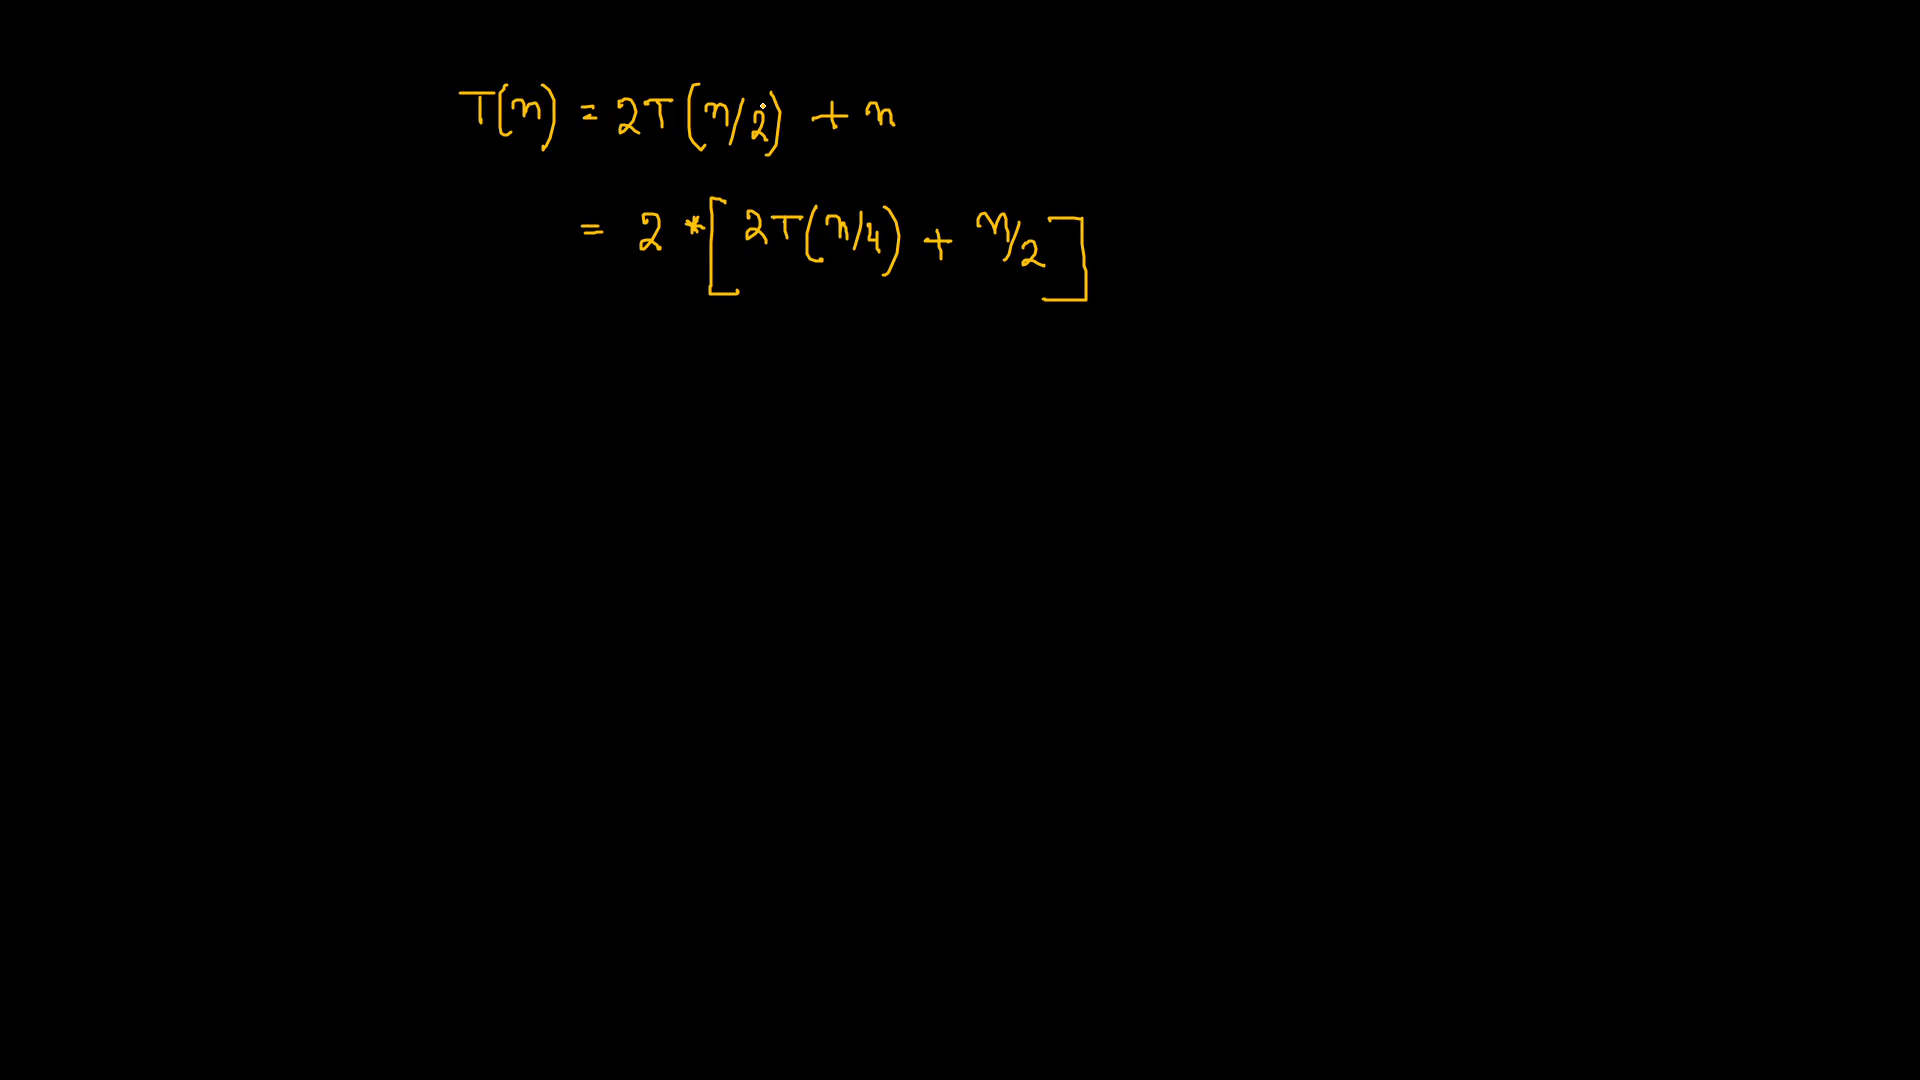 T(n) = 2T(n/2) + n
= 2 * [2T(n/4) + n/2]